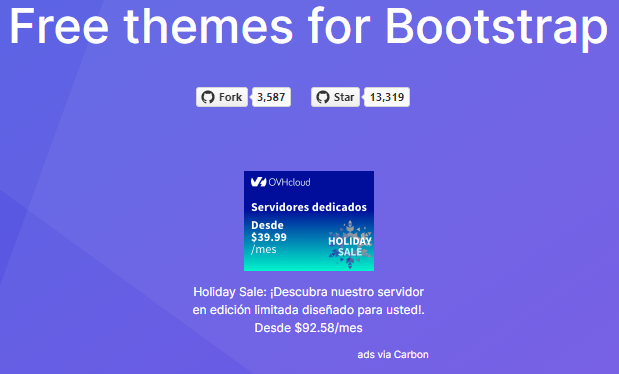 Free themes for Bootstrap
Fork 3,587 Star 13,319
OVHcloud
Servidores dedicados
Desde
$39.99
/mes
HOLIDAY
SALE
Holiday Sale: ¡Descubra nuestro servidor
en edición limitada diseñado para usted!.
Desde $92.58/mes
ads via Carbon